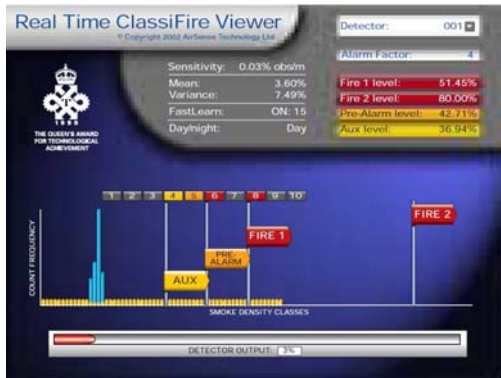 Real Time ClassiFire Viewer
© Copyright 2002 AirSense Technology Ltd
Detector: 001
Alarm Factor: 4
Sensitivity: 0.03% obs/m
Mean: 3.60%
Variance: 7.49%
FastLearn: ON: 15
Day/night: Day
Fire 1 level: 51.45%
Fire 2 level: 80.00%
Pre-Alarm level: 42.71%
Aux level: 36.94%
THE QUEEN'S AWARD
FOR TECHNOLOGICAL
ACHIEVEMENT
1 2 3 4 5 6 7 8 9 10
FIRE 2
FIRE 1
PRE-
ALARM
AUX
COUNT FREQUENCY
SMOKE DENSITY CLASSES
DETECTOR OUTPUT: 3%